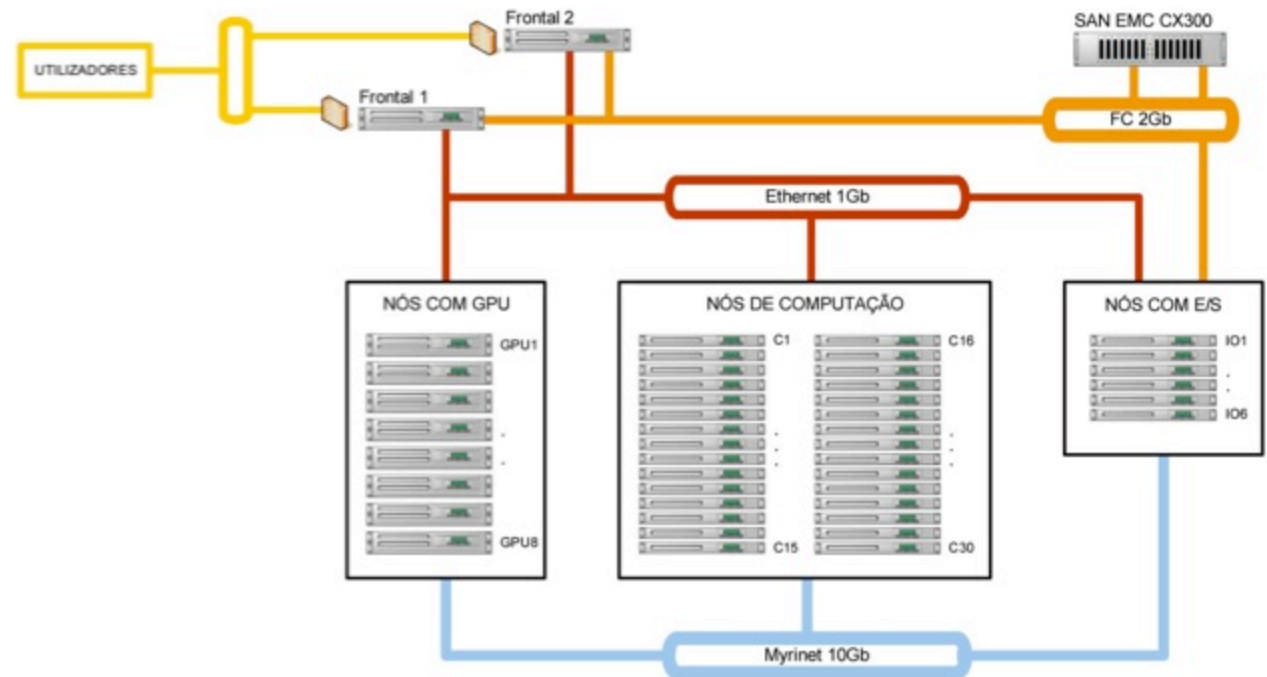 Frontal 2
SAN EMC CX300
UTILIZADORES
Frontal 1
FC 2Gb
Ethernet 1Gb
NÓS COM GPU
NÓS DE COMPUTAÇÃO
NÓS COM E/S
GPU1
C1
C16
IO1
.
.
IO6
.
.
.
.
.
.
.
.
GPU8
C15
C30
Myrinet 10Gb